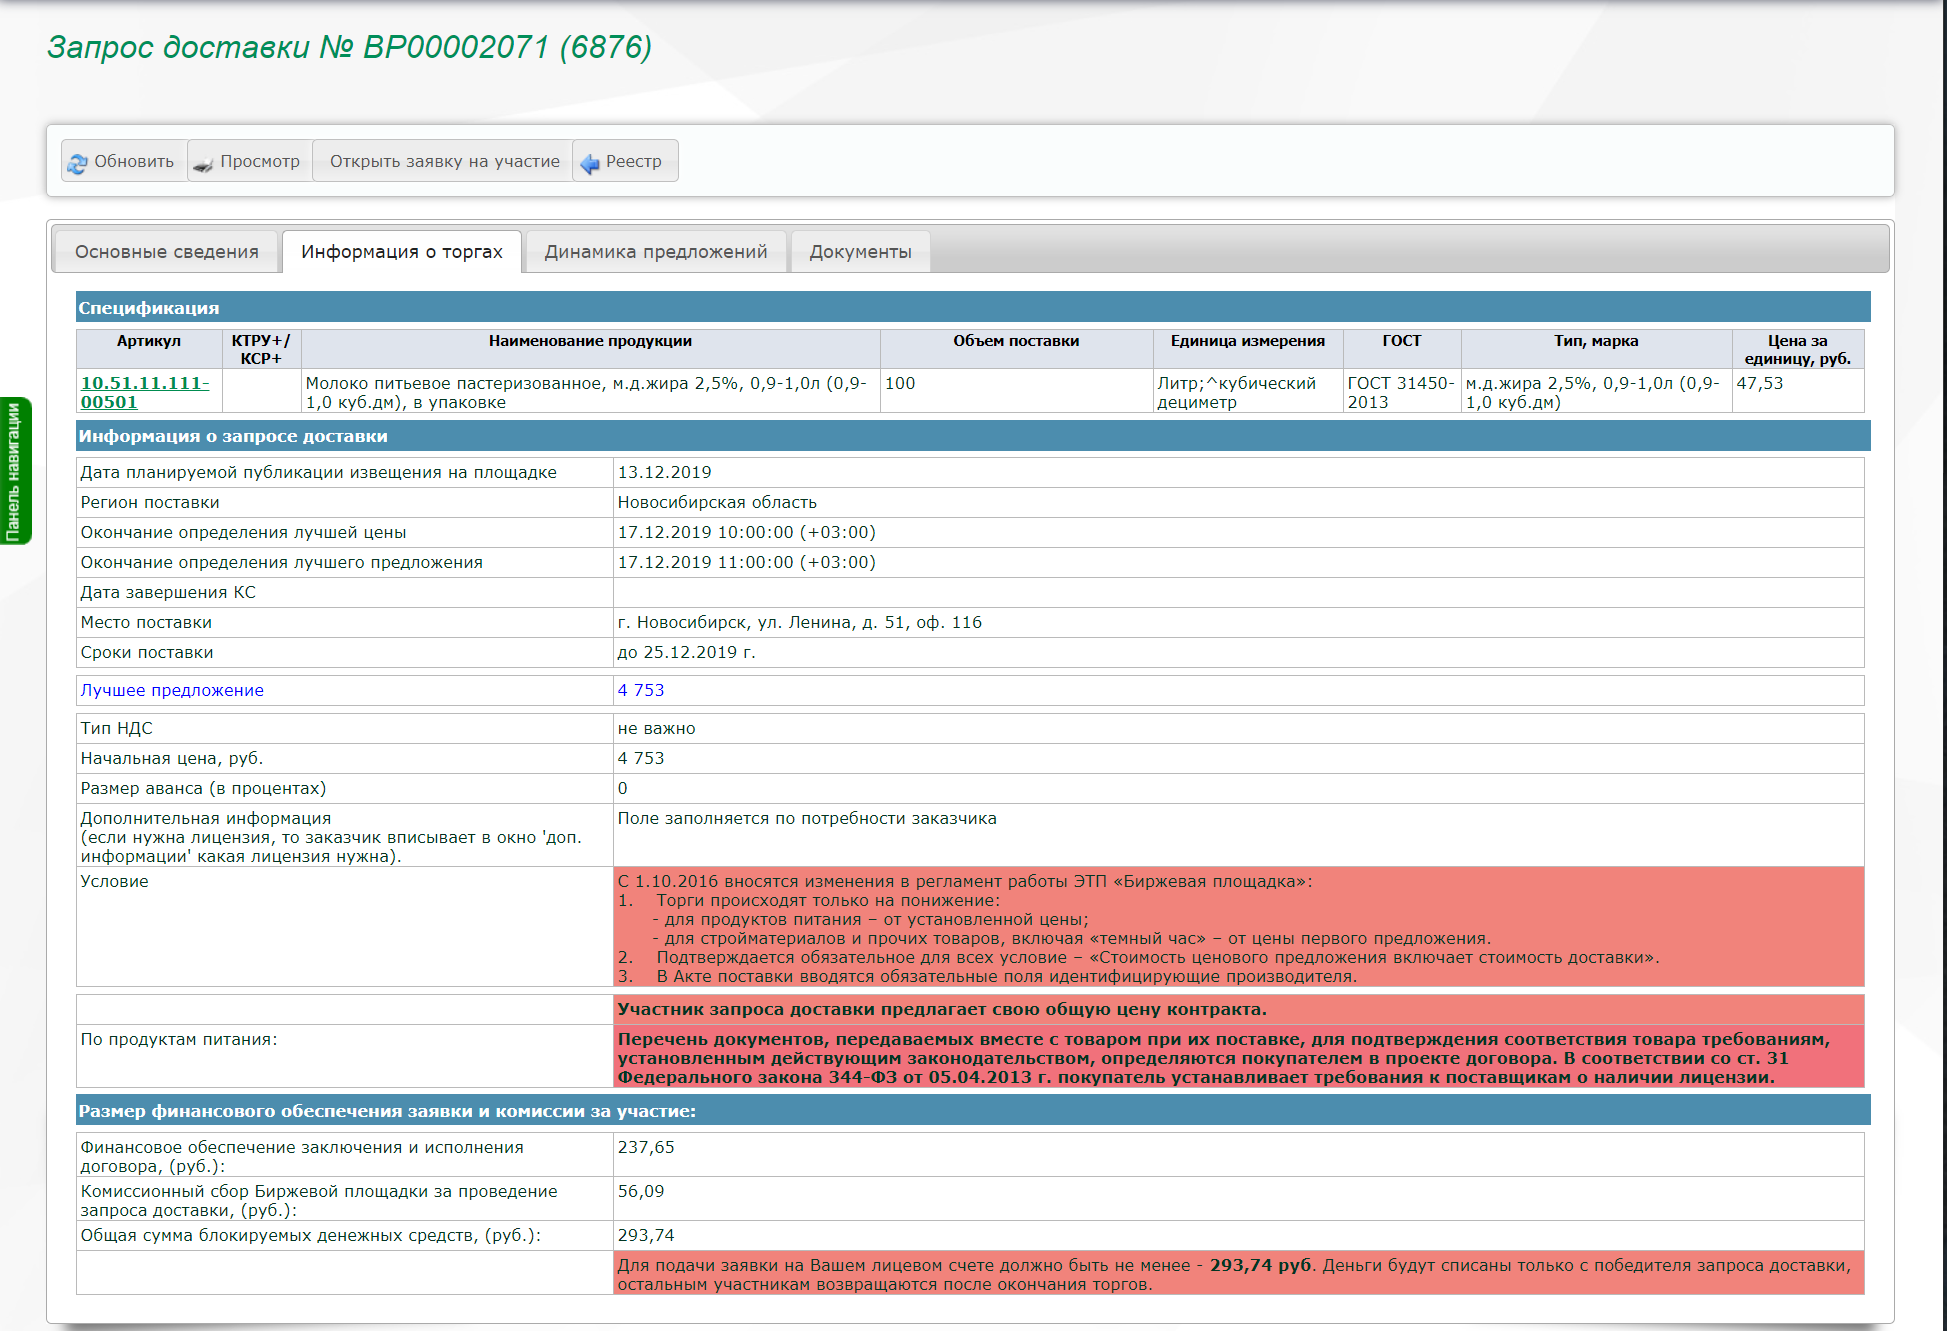 Запрос доставки № ВР00002071 (6876)
Обновить
Просмотр
Открыть заявку на участие
Реестр
Основные сведения
Информация о торгах
Динамика предложений
Документы
Панель навигации
Спецификация
Артикул
КТРУ+/
КСР+
Наименование продукции
Объем поставки
Единица измерения
ГОСТ
Тип, марка
Цена за
единицу, руб.
10.51.11.111-
00501
Молоко питьевое пастеризованное, м.д.жира 2,5%, 0,9-1,0л (0,9-
1,0 куб.дм), в упаковке
100
Литр;^кубический
дециметр
ГОСТ 31450-
2013
м.д.жира 2,5%, 0,9-1,0л (0,9-
1,0 куб.дм)
47,53
Информация о запросе доставки
Дата планируемой публикации извещения на площадке
13.12.2019
Регион поставки
Новосибирская область
Окончание определения лучшей цены
17.12.2019 10:00:00 (+03:00)
Окончание определения лучшего предложения
17.12.2019 11:00:00 (+03:00)
Дата завершения КС
Место поставки
г. Новосибирск, ул. Ленина, д. 51, оф. 116
Сроки поставки
до 25.12.2019 г.
Лучшее предложение
4 753
Тип НДС
не важно
Начальная цена, руб.
4 753
Размер аванса (в процентах)
0
Дополнительная информация
(если нужна лицензия, то заказчик вписывает в окно 'доп.
информации' какая лицензия нужна).
Поле заполняется по потребности заказчика
Условие
С 1.10.2016 вносятся изменения в регламент работы ЭТП «Биржевая площадка»:
1. Торги происходят только на понижение:
- для продуктов питания – от установленной цены;
- для стройматериалов и прочих товаров, включая «темный час» – от цены первого предложения.
2. Подтверждается обязательное для всех условие – «Стоимость ценового предложения включает стоимость доставки».
3. В Акте поставки вводятся обязательные поля идентифицирующие производителя.
Участник запроса доставки предлагает свою общую цену контракта.
По продуктам питания:
Перечень документов, передаваемых вместе с товаром при их поставке, для подтверждения соответствия товара требованиям,
установленным действующим законодательством, определяются покупателем в проекте договора. В соответствии со ст. 31
Федерального закона 344-ФЗ от 05.04.2013 г. покупатель устанавливает требования к поставщикам о наличии лицензии.
Размер финансового обеспечения заявки и комиссии за участие:
Финансовое обеспечение заключения и исполнения
договора, (руб.):
237,65
Комиссионный сбор Биржевой площадки за проведение
запроса доставки, (руб.):
56,09
Общая сумма блокируемых денежных средств, (руб.):
293,74
Для подачи заявки на Вашем лицевом счете должно быть не менее - 293,74 руб. Деньги будут списаны только с победителя запроса доставки,
остальным участникам возвращаются после окончания торгов.